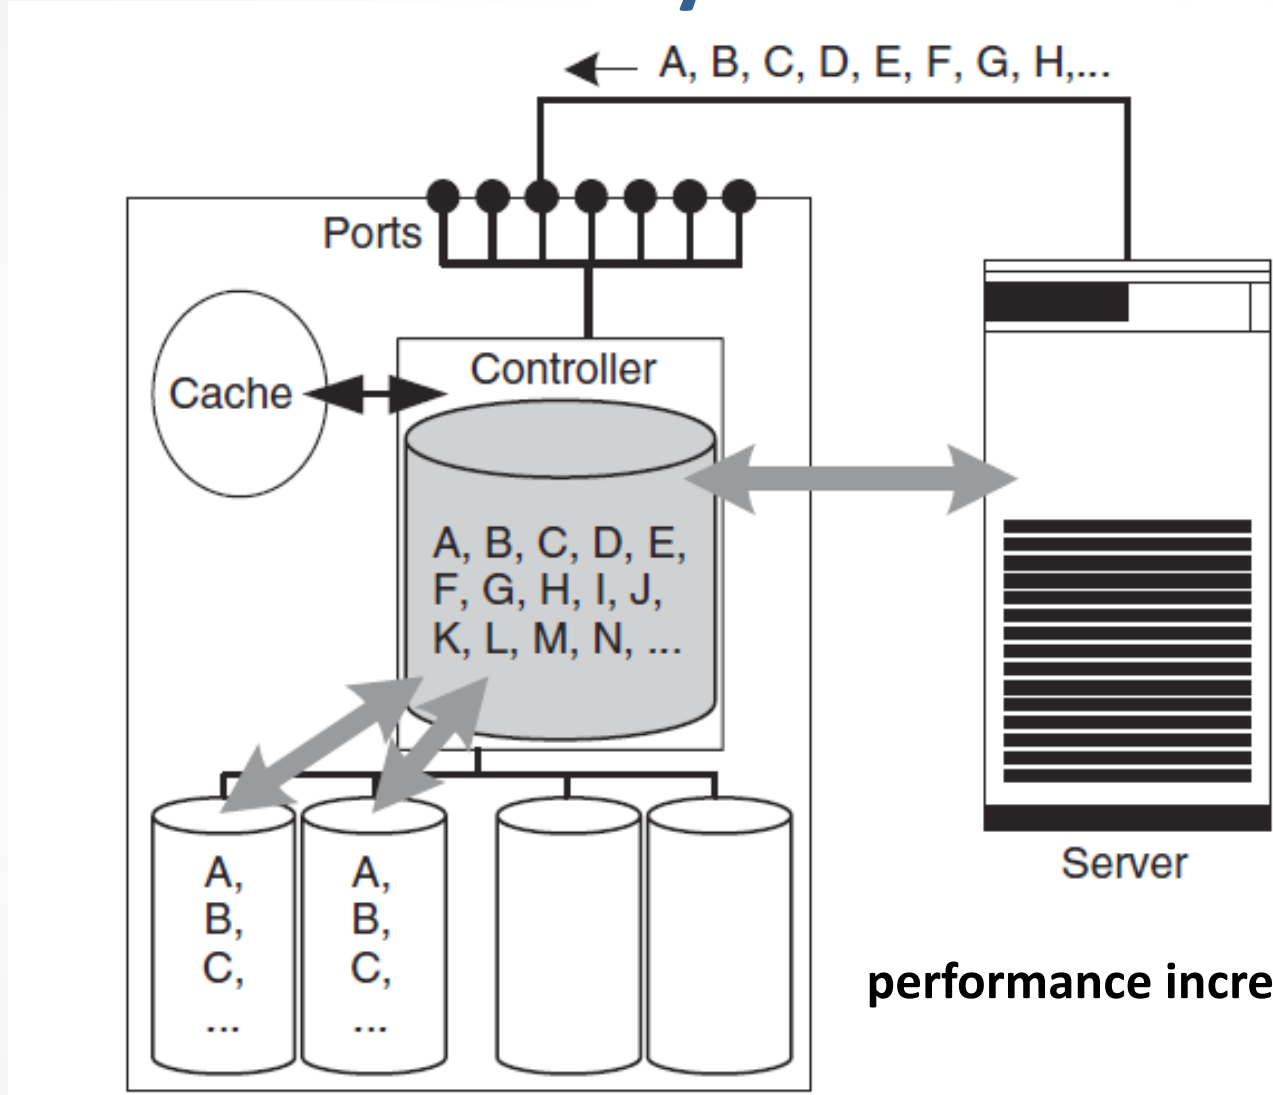 A, B, C, D, E, F, G, H,...
Ports
Cache
Controller
A, B, C, D, E,
F, G, H, I, J,
K, L, M, N, ...
A,
B,
C,
...
A,
B,
C,
...
Server
performance incre